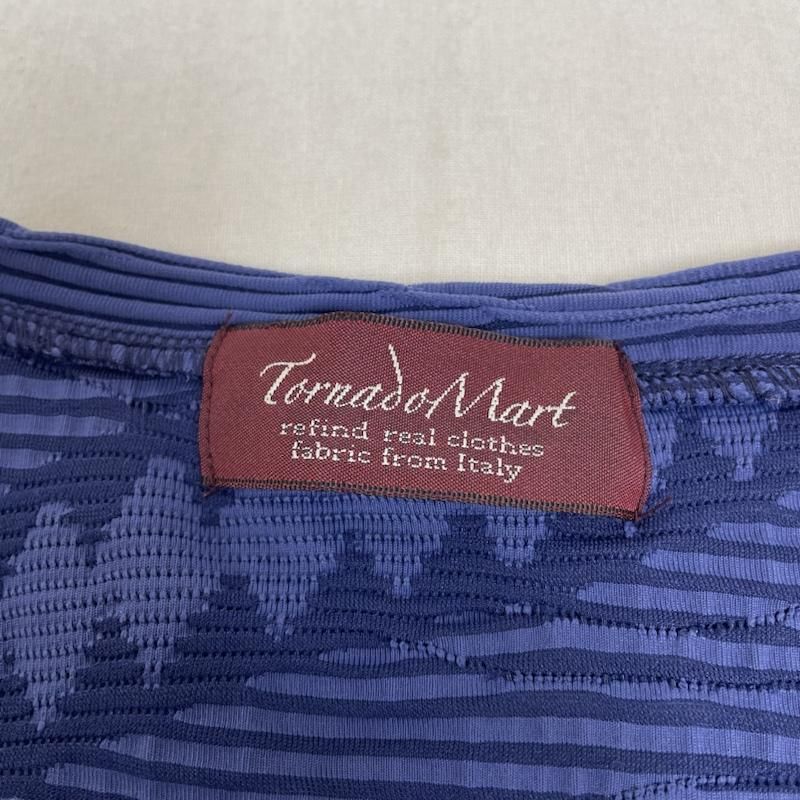 TornadoMart
refind real clothes
fabric from Italy